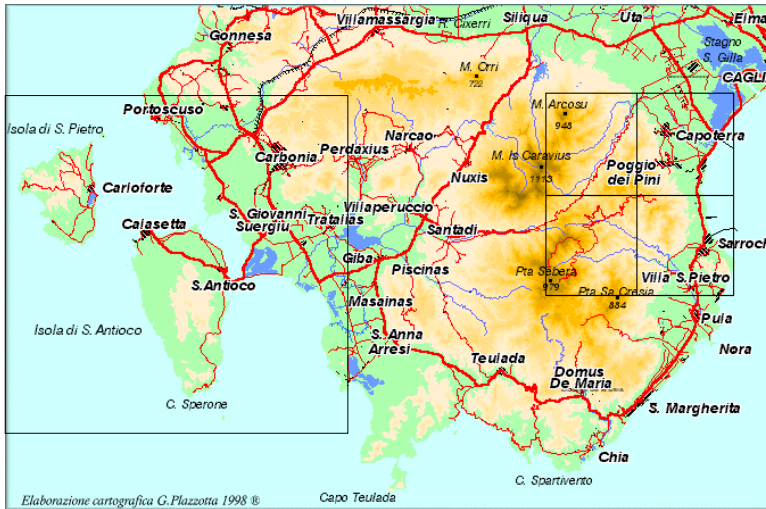 Villamassargia
R. Cixerri
Siliqua
Uta
Elma
Gonnesa
Stagno
S. Gilla
CAGLI
M. Orri
722
Portoscuso
M. Arcosu
948
Capoterra
Isola di S. Pietro
Narcao
Carbonia
Perdaxius
M. Is Caravius
1113
Nuxis
Poggio
dei Pini
Carloforte
Calasetta
S. Giovanni
Suergiu
Tratalias
Villaperuccio
Santadi
Sarroch
Giba
Piscinas
S.Antioco
Pta Sebera
979
Villa S.Pietro
Masainas
Pta Sa Cresia
884
Pula
Isola di S. Antioco
S. Anna
Arresi
Nora
Teulada
Domus
De Maria
C. Sperone
S. Margherita
Chia
C. Spartivento
Capo Teulada
Elaborazione cartografica G.Plazzotta 1998 ®